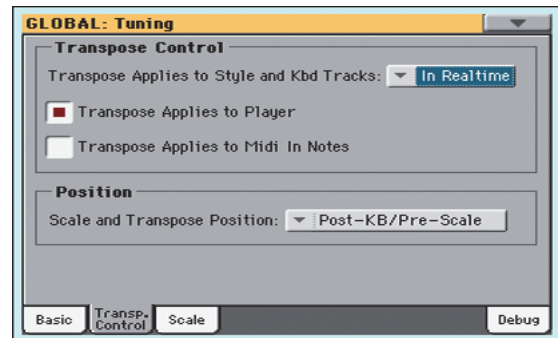 GLOBAL: Tuning
Transpose Control
Transpose Applies to Style and Kbd Tracks: In Realtime
Transpose Applies to Player
Transpose Applies to Midi In Notes
Position
Scale and Transpose Position: Post-KB/Pre-Scale
Basic Transp. Control Scale Debug